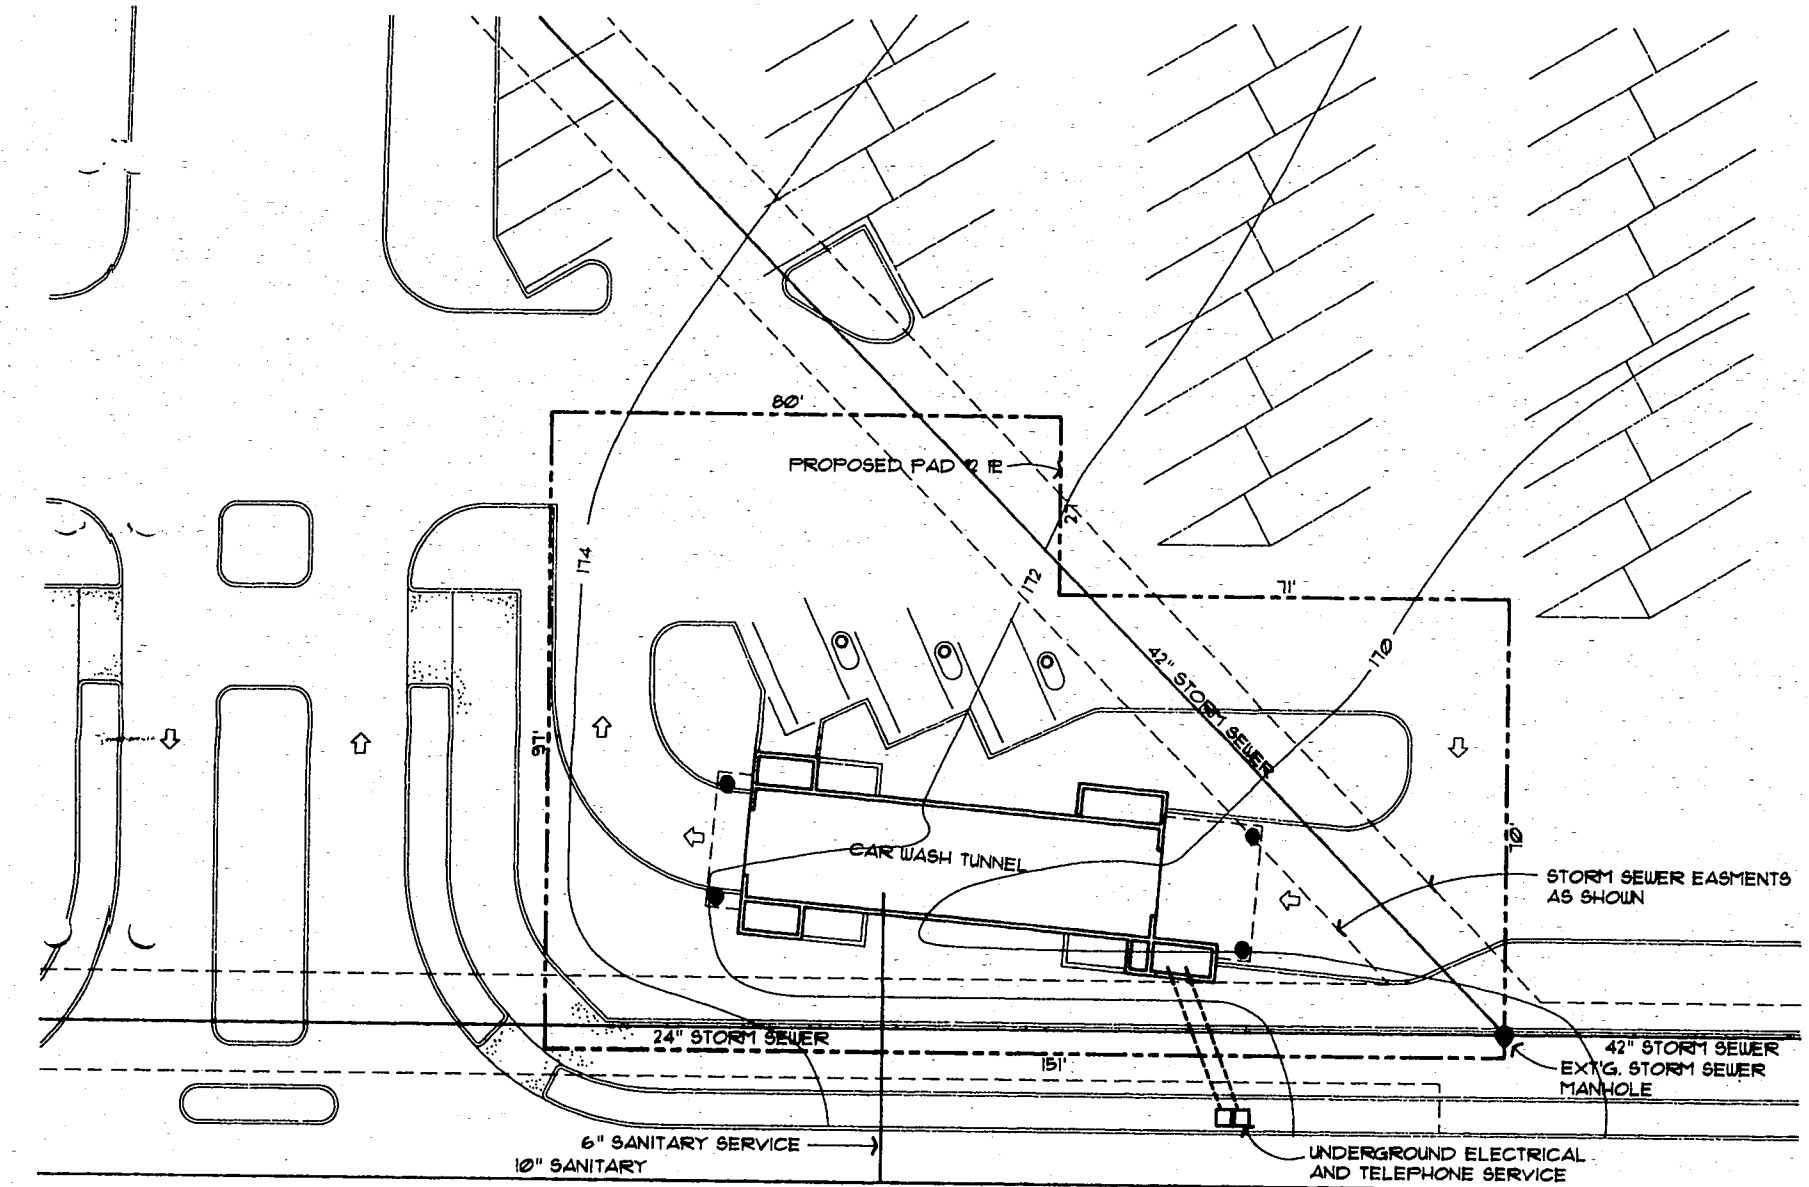 80'
PROPOSED PAD
27'
174
172
71'
170
42" STORM SEWER
97'
CAR WASH TUNNEL
70'
STORM SEWER EASMENTS
AS SHOWN
24" STORM SEWER
42" STORM SEWER
151'
EXT'G. STORM SEWER
MANHOLE
6" SANITARY SERVICE
10" SANITARY
UNDERGROUND ELECTRICAL
AND TELEPHONE SERVICE